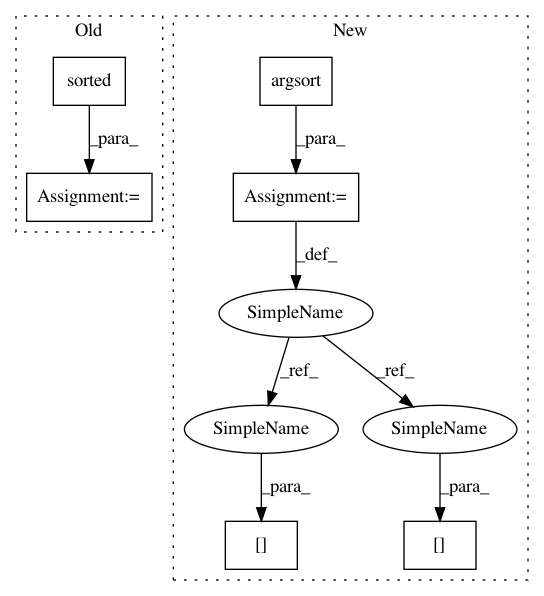 Old
New
sorted
argsort
_para_
_para_
Assignment:=
Assignment:=
_def_
SimpleName
_ref_
_ref_
SimpleName
SimpleName
_para_
_para_
[]
[]